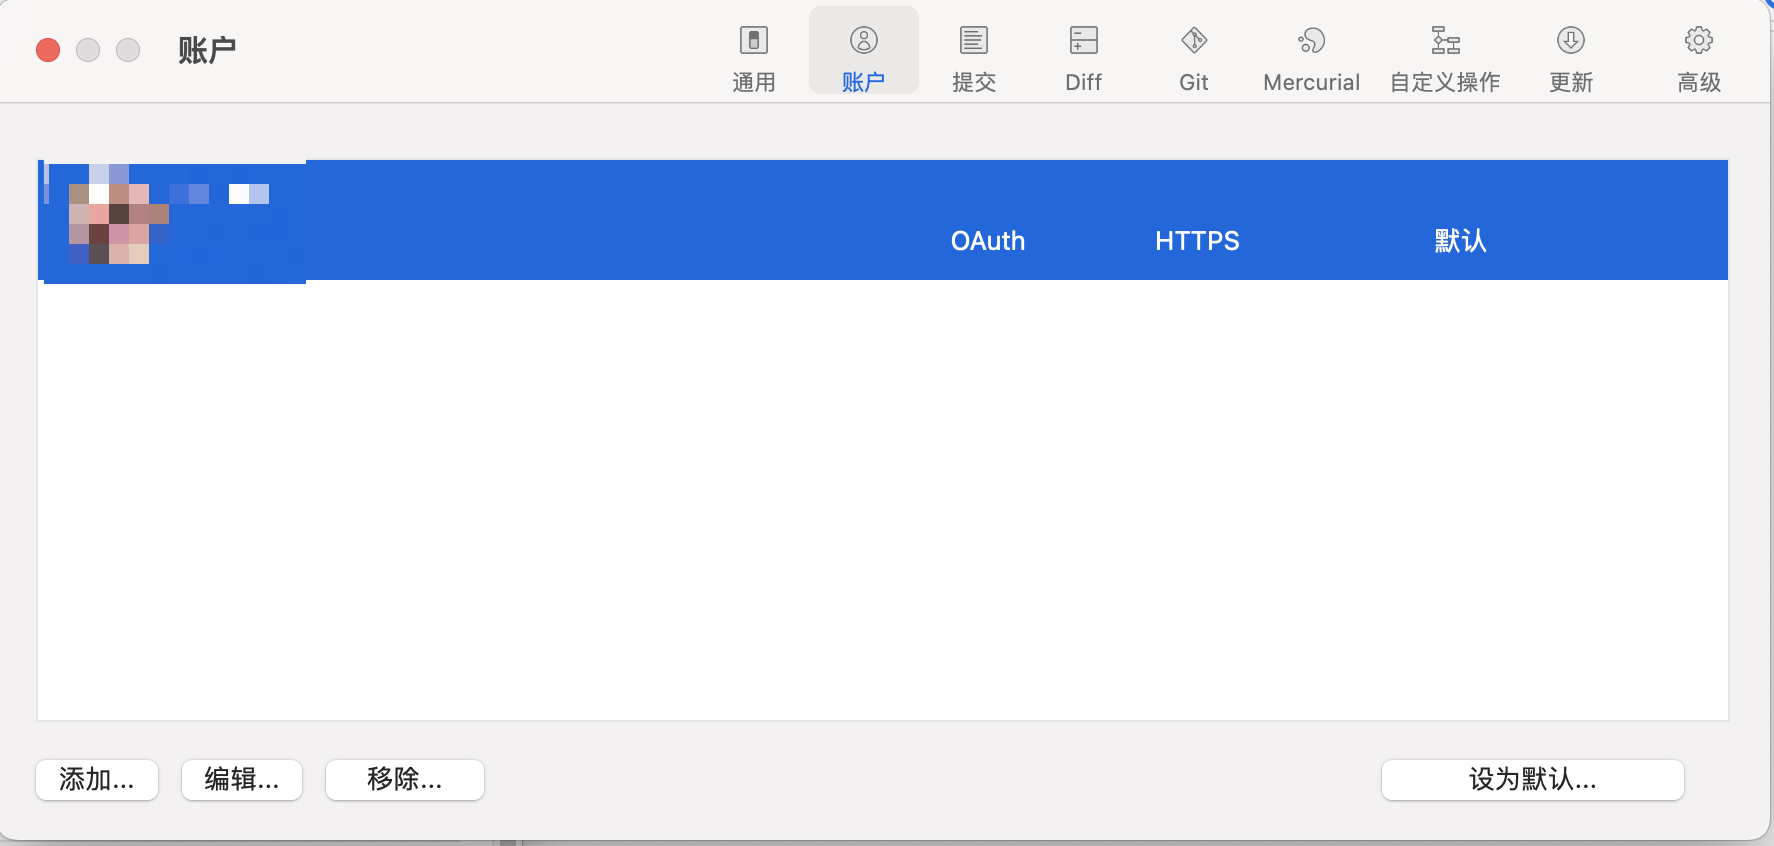 账户
通用
账户
提交
Diff
Git
Mercurial
自定义操作
更新
高级
OAuth
HTTPS
默认
添加...
编辑...
移除...
设为默认...